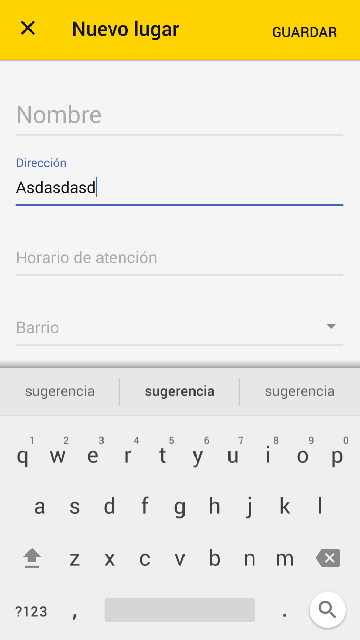 Nuevo lugar GUARDAR
Nombre
Dirección
Asdasdasd
Horario de atención
Barrio
sugerencia sugerencia sugerencia
1 2 3 4 5 6 7 8 9 0
q w e r t y u i o p
a s d f g h j k l
z x c v b n m
?123 , .